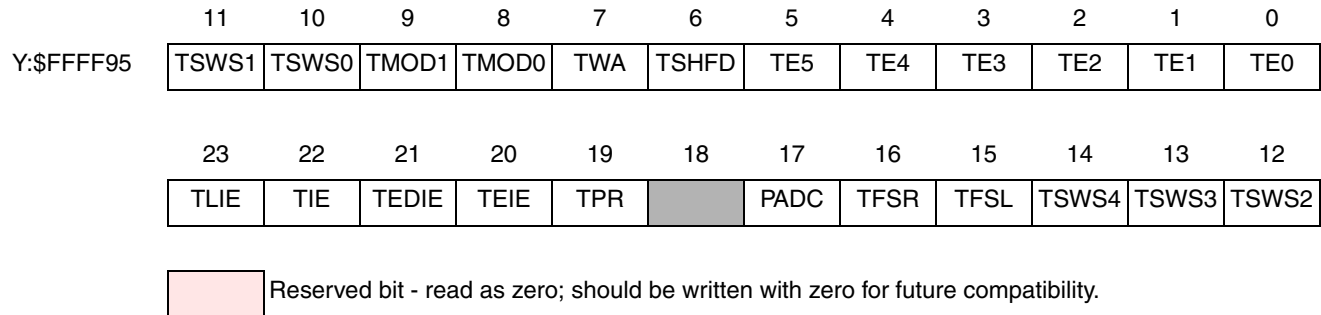 11 10 9 8 7 6 5 4 3 2 1 0
Y:$FFFF95 TSWS1 TSWS0 TMOD1 TMOD0 TWA TSHFD TE5 TE4 TE3 TE2 TE1 TE0
23 22 21 20 19 18 17 16 15 14 13 12
TLIE TIE TEDIE TEIE TPR PADC TFSR TFSL TSWS4 TSWS3 TSWS2
Reserved bit - read as zero; should be written with zero for future compatibility.